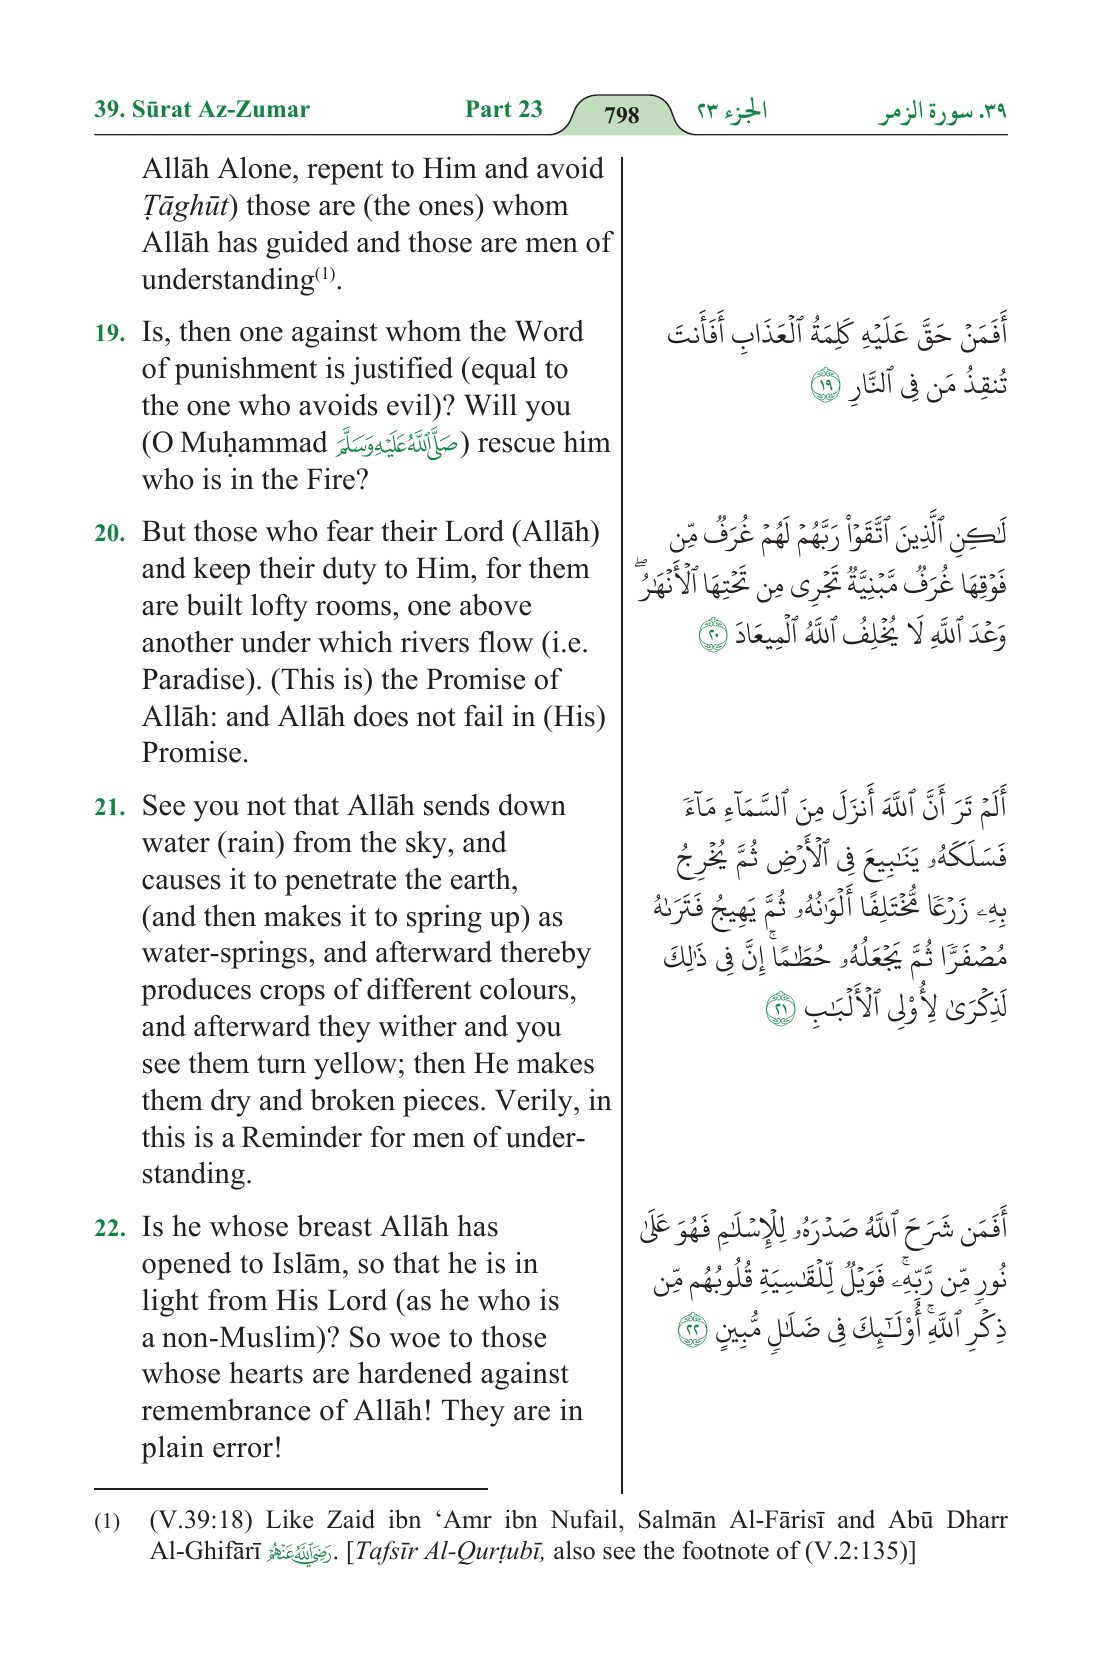 39. Sūrat Az-Zumar Part 23 798 الجزء ٢٣ ٣٩. سورة الزمر
Allāh Alone, repent to Him and avoid
Ṭāghūt) those are (the ones) whom
Allāh has guided and those are men of
understanding(1).
19. Is, then one against whom the Word
of punishment is justified (equal to
the one who avoids evil)? Will you
(O Muḥammad صَلَّى ٱللَّهُ عَلَيْهِ وَسَلَّمَ) rescue him
who is in the Fire?
أَفَمَنْ حَقَّ عَلَيْهِ كَلِمَةُ ٱلْعَذَابِ أَفَأَنتَ
تُنقِذُ مَن فِى ٱلنَّارِ ١٩
20. But those who fear their Lord (Allāh)
and keep their duty to Him, for them
are built lofty rooms, one above
another under which rivers flow (i.e.
Paradise). (This is) the Promise of
Allāh: and Allāh does not fail in (His)
Promise.
لَـٰكِنِ ٱلَّذِينَ ٱتَّقَوْا۟ رَبَّهُمْ لَهُمْ غُرَفٌ مِّن
فَوْقِهَا غُرَفٌ مَّبْنِيَّةٌ تَجْرِى مِن تَحْتِهَا ٱلْأَنْهَـٰرُ ۖ
وَعْدَ ٱللَّهِ لَا يُخْلِفُ ٱللَّهُ ٱلْمِيعَادَ ٢٠
21. See you not that Allāh sends down
water (rain) from the sky, and
causes it to penetrate the earth,
(and then makes it to spring up) as
water-springs, and afterward thereby
produces crops of different colours,
and afterward they wither and you
see them turn yellow; then He makes
them dry and broken pieces. Verily, in
this is a Reminder for men of under-
standing.
أَلَمْ تَرَ أَنَّ ٱللَّهَ أَنزَلَ مِنَ ٱلسَّمَآءِ مَآءً
فَسَلَكَهُۥ يَنَـٰبِيعَ فِى ٱلْأَرْضِ ثُمَّ يُخْرِجُ
بِهِۦ زَرْعًا مُّخْتَلِفًا أَلْوَٰنُهُۥ ثُمَّ يَهِيجُ فَتَرَىٰهُ
مُصْفَرًّا ثُمَّ يَجْعَلُهُۥ حُطَـٰمًا ۚ إِنَّ فِى ذَٰلِكَ
لَذِكْرَىٰ لِأُو۟لِى ٱلْأَلْبَـٰبِ ٢١
22. Is he whose breast Allāh has
opened to Islām, so that he is in
light from His Lord (as he who is
a non-Muslim)? So woe to those
whose hearts are hardened against
remembrance of Allāh! They are in
plain error!
أَفَمَن شَرَحَ ٱللَّهُ صَدْرَهُۥ لِلْإِسْلَـٰمِ فَهُوَ عَلَىٰ
نُورٍ مِّن رَّبِّهِۦ ۚ فَوَيْلٌ لِّلْقَـٰسِيَةِ قُلُوبُهُم مِّن
ذِكْرِ ٱللَّهِ ۚ أُو۟لَـٰٓئِكَ فِى ضَلَـٰلٍ مُّبِينٍ ٢٢
(1) (V.39:18) Like Zaid ibn ‘Amr ibn Nufail, Salmān Al-Fārisī and Abū Dharr
Al-Ghifārī رَضِيَ ٱللَّهُ عَنْهُمْ. [Tafsīr Al-Qurṭubī, also see the footnote of (V.2:135)]